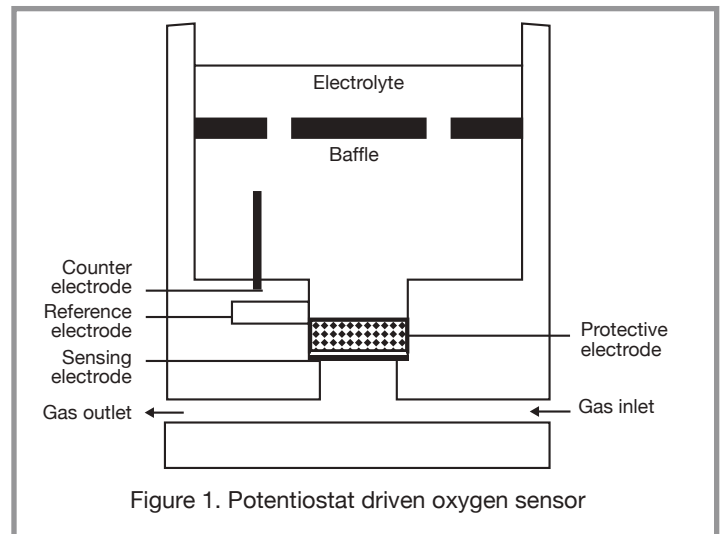 Electrolyte
Baffle
Counter
electrode
Reference
electrode
Sensing
electrode
Protective
electrode
Gas outlet
Gas inlet
Figure 1. Potentiostat driven oxygen sensor